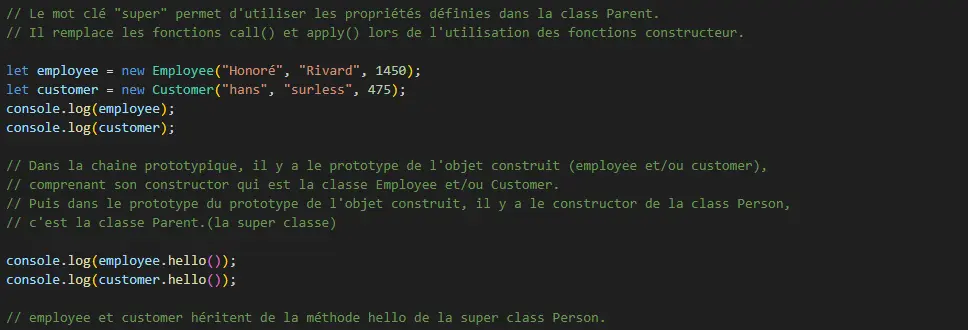 // Le mot clé "super" permet d'utiliser les propriétés définies dans la class Parent.
// Il remplace les fonctions call() et apply() lors de l'utilisation des fonctions constructeur.
let employee = new Employee("Honoré", "Rivard", 1450);
let customer = new Customer("hans", "surless", 475);
console.log(employee);
console.log(customer);
// Dans la chaine prototypique, il y a le prototype de l'objet construit (employee et/ou customer),
// comprenant son constructor qui est la classe Employee et/ou Customer.
// Puis dans le prototype du prototype de l'objet construit, il y a le constructor de la class Person,
// c'est la classe Parent.(la super classe)
console.log(employee.hello());
console.log(customer.hello());
// employee et customer héritent de la méthode hello de la super class Person.